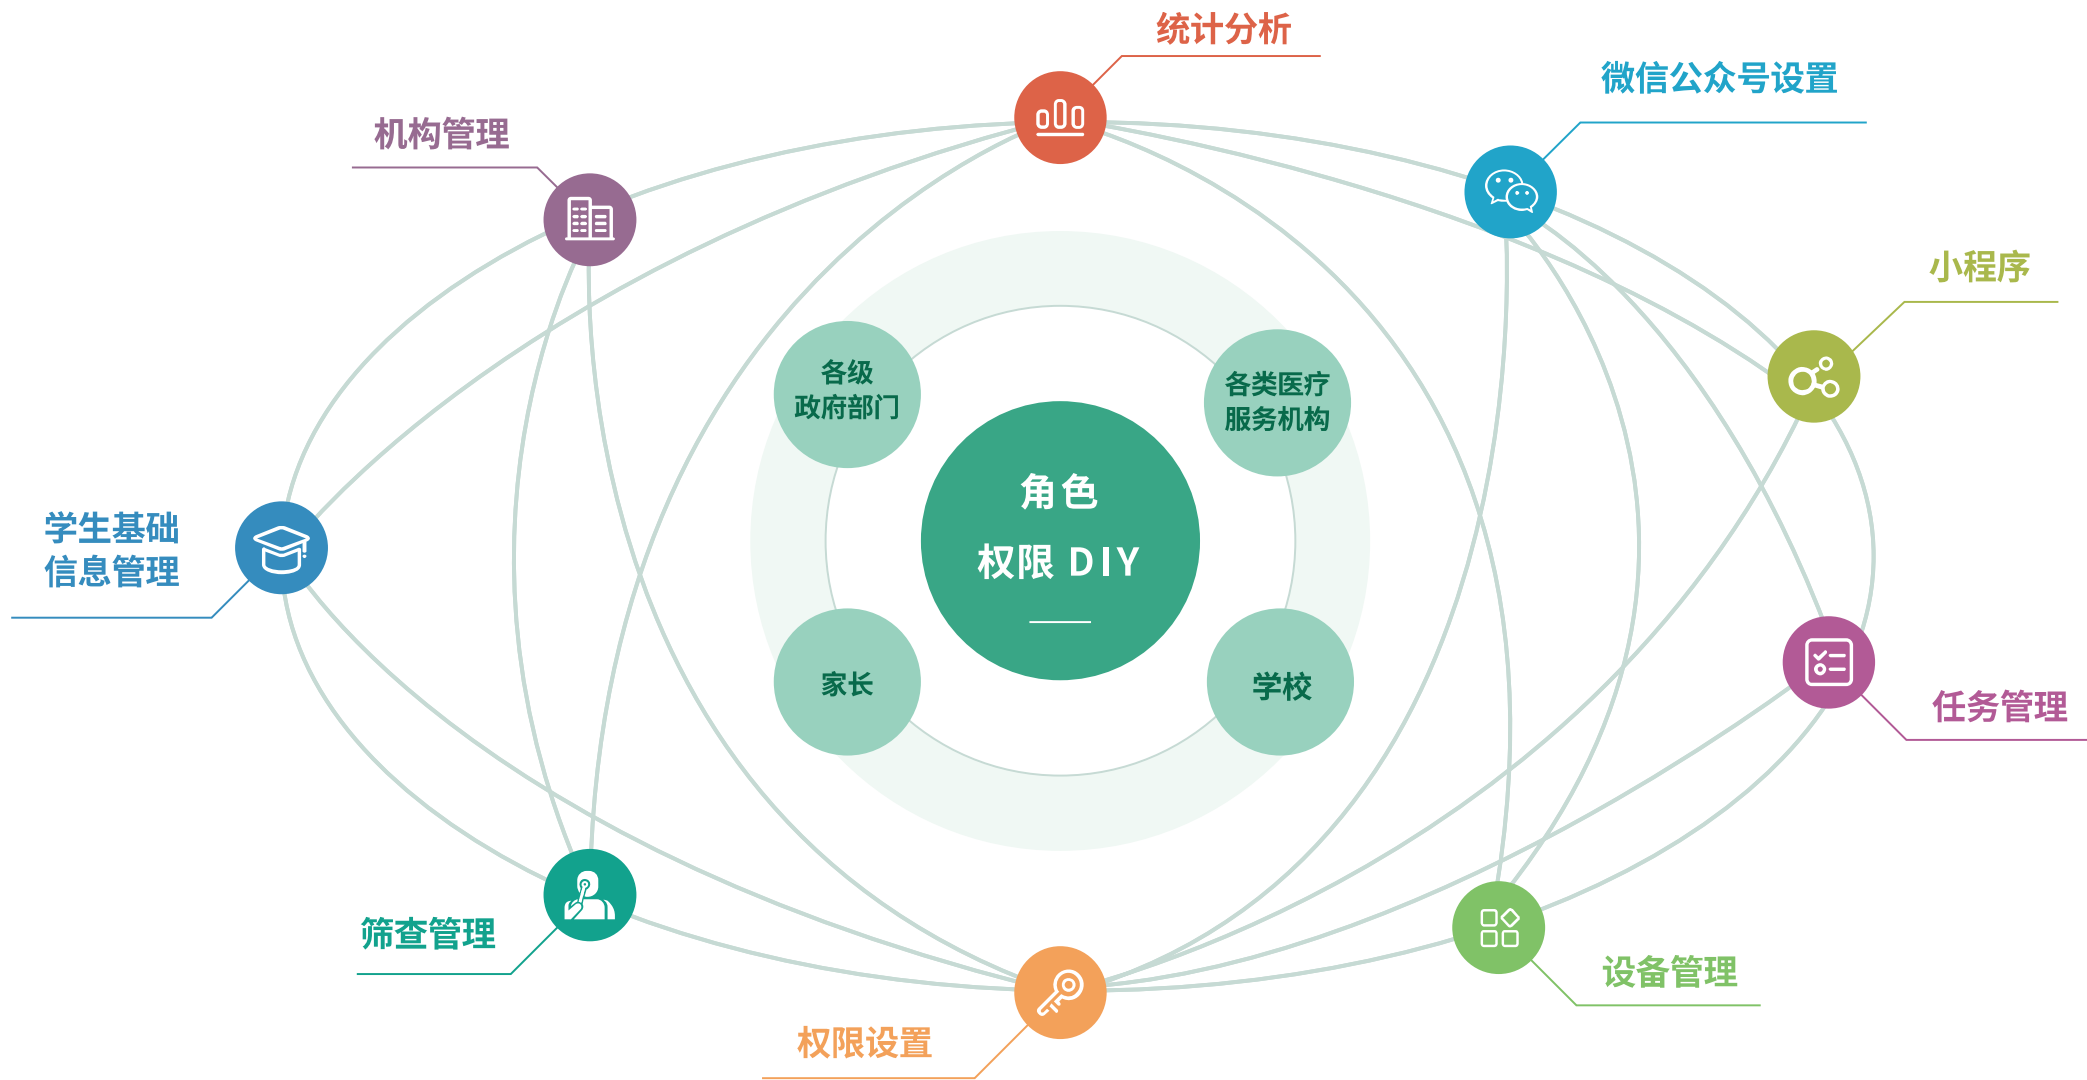 统计分析
微信公众号设置
机构管理
小程序
各级
政府部门
各类医疗
服务机构
角色
权限 DIY
学生基础
信息管理
家长
学校
任务管理
筛查管理
设备管理
权限设置